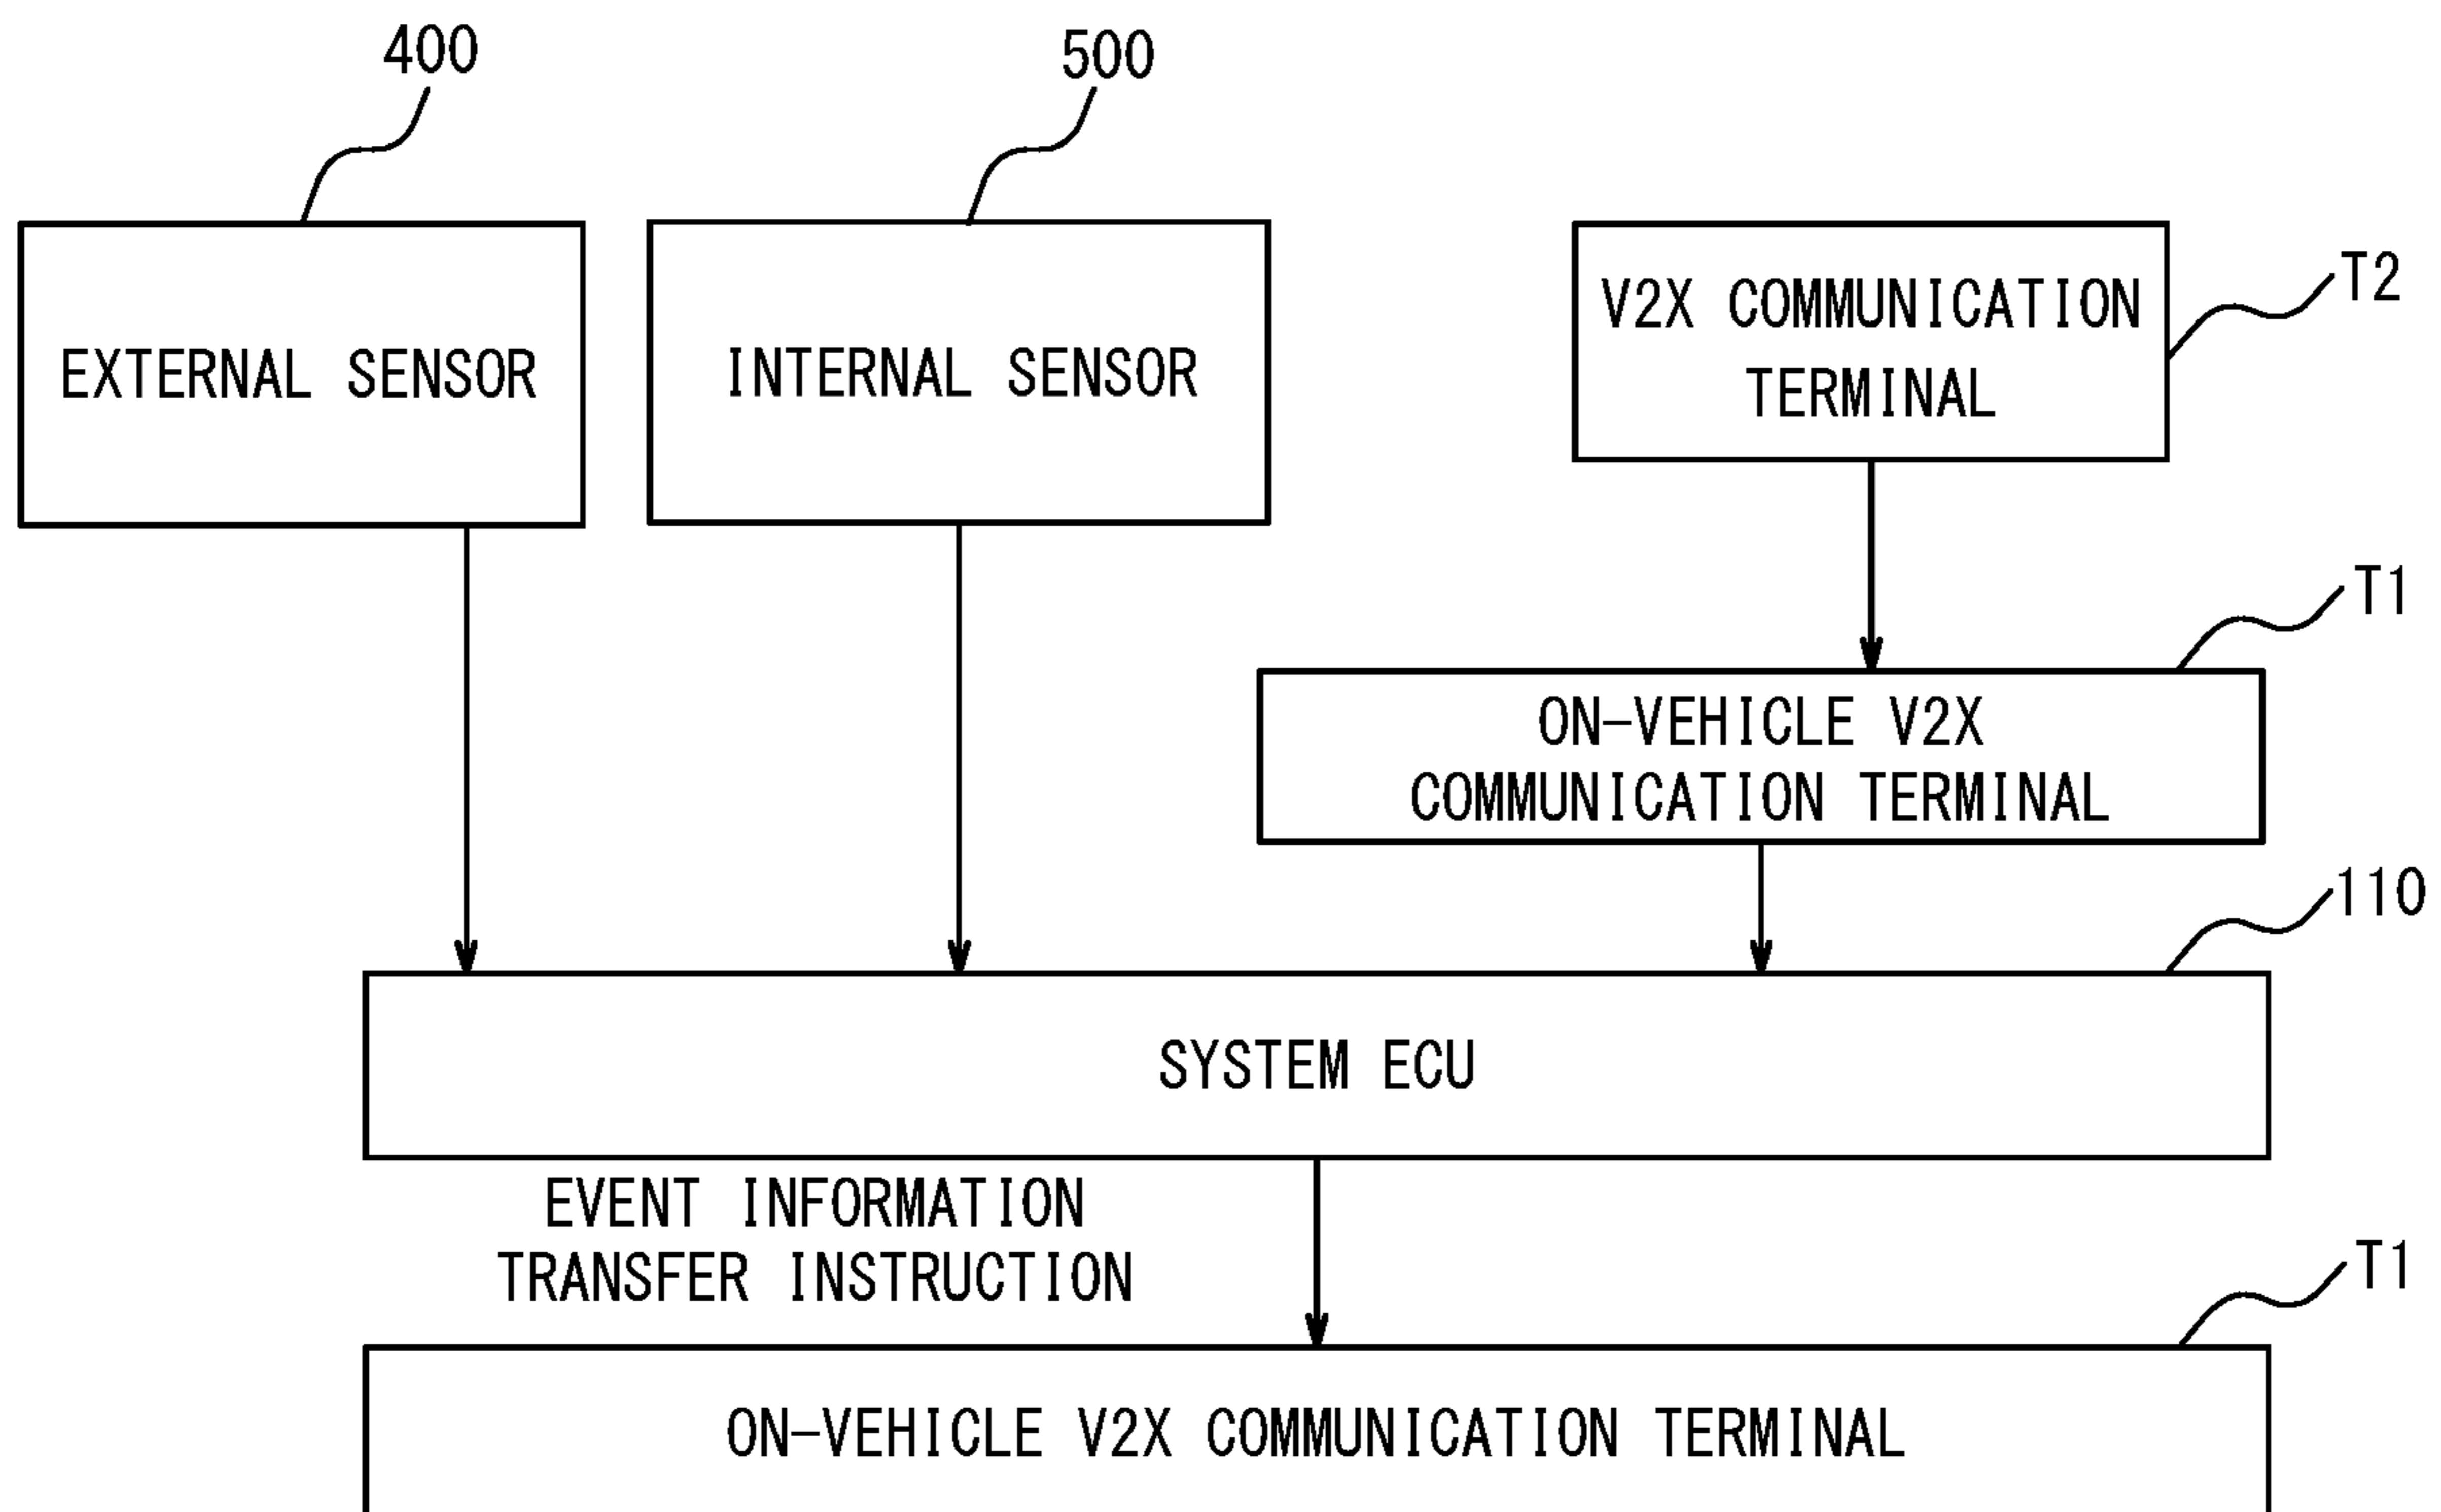 400
500
EXTERNAL SENSOR
INTERNAL SENSOR
V2X COMMUNICATION
TERMINAL
T2
T1
ON-VEHICLE V2X
COMMUNICATION TERMINAL
110
SYSTEM ECU
EVENT INFORMATION
TRANSFER INSTRUCTION
T1
ON-VEHICLE V2X COMMUNICATION TERMINAL